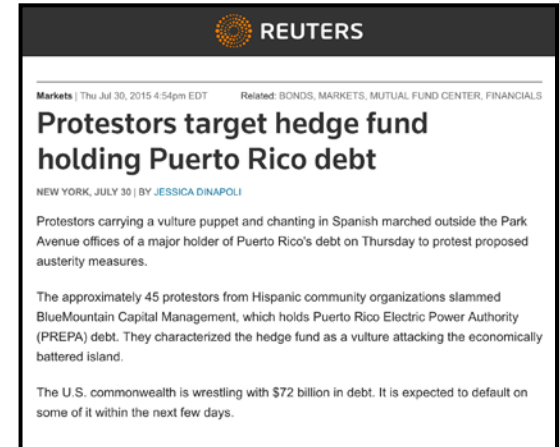 REUTERS
Markets | Thu Jul 30, 2015 4:54pm EDT Related: BONDS, MARKETS, MUTUAL FUND CENTER, FINANCIALS
Protestors target hedge fund
holding Puerto Rico debt
NEW YORK, JULY 30 | BY JESSICA DINAPOLI
Protestors carrying a vulture puppet and chanting in Spanish marched outside the Park
Avenue offices of a major holder of Puerto Rico's debt on Thursday to protest proposed
austerity measures.
The approximately 45 protestors from Hispanic community organizations slammed
BlueMountain Capital Management, which holds Puerto Rico Electric Power Authority
(PREPA) debt. They characterized the hedge fund as a vulture attacking the economically
battered island.
The U.S. commonwealth is wrestling with $72 billion in debt. It is expected to default on
some of it within the next few days.